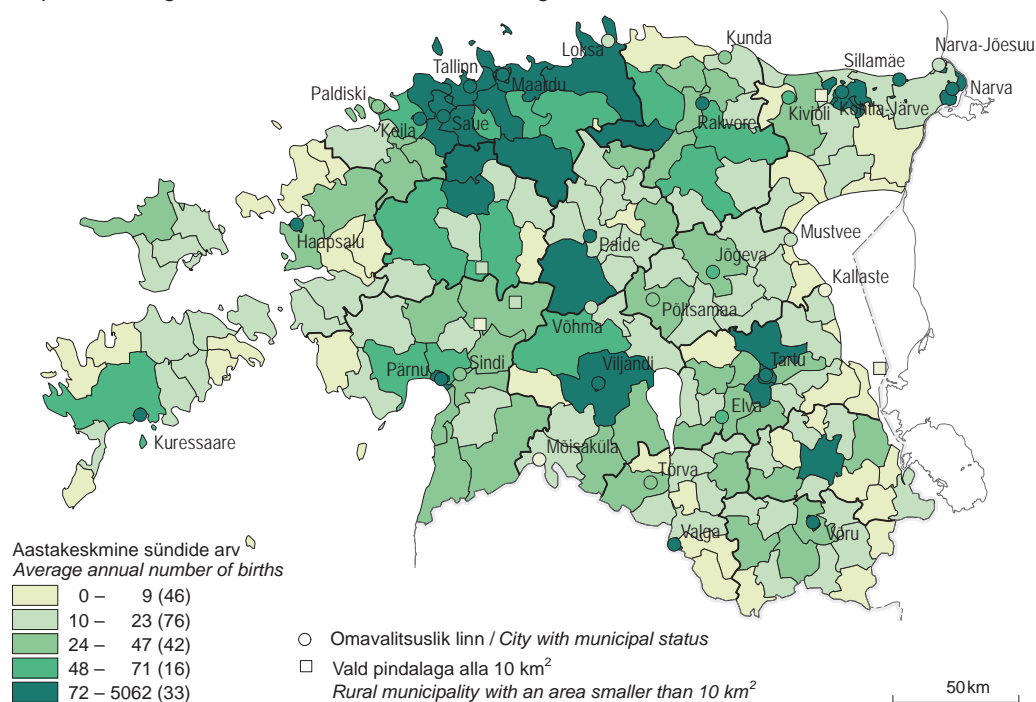 Loksa
Kunda
Narva-Jõesuu
Sillamäe
Tallinn
Maardu
Narva
Paldiski
Kohtla-Järve
Kiviõli
Rakvere
Saue
Keila
Haapsalu
Paide
Mustvee
Jõgeva
Kallaste
Põltsamaa
Võhma
Tartu
Viljandi
Sindi
Pärnu
Elva
Kuressaare
Mõisaküla
Tõrva
Valga
Võru
Aastakeskmine sündide arv
Average annual number of births
0 – 9 (46)
10 – 23 (76)
24 – 47 (42)
48 – 71 (16)
72 – 5062 (33)
Omavalitsuslik linn / City with municipal status
Vald pindalaga alla 10 km²
Rural municipality with an area smaller than 10 km²
50 km